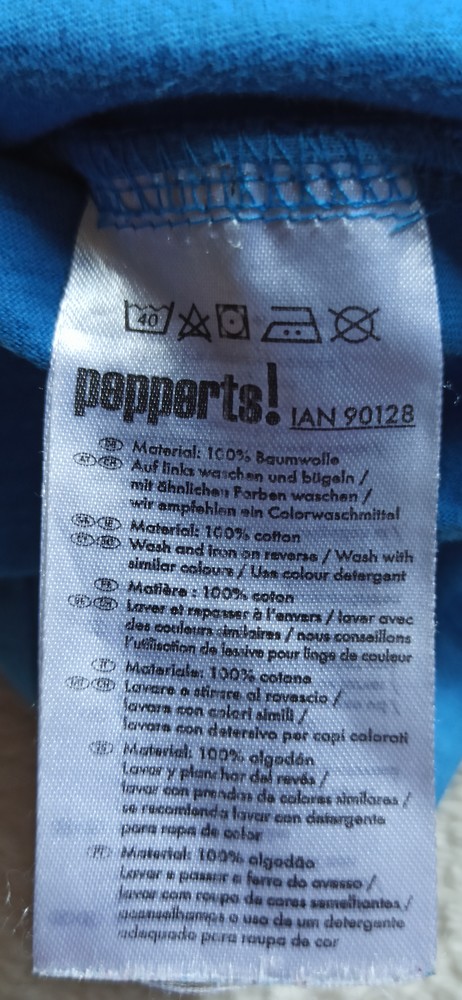 40
pepperts! IAN 90128
DE Material: 100% Baumwolle
AT CH Auf links waschen und bügeln /
mit ähnlichen Farben waschen /
wir empfehlen ein Colorwaschmittel
Material: 100% cotton
Wash and iron on reverse / Wash with
similar colours / Use colour detergent
FR Matière : 100% coton
Laver et repasser à l'envers / laver avec
des couleurs similaires / nous conseillons
l'utilisation de lessive pour linge de couleur
Materiale: 100% cotone
Lavare e stirare al rovescio /
lavare con colori simili /
lavare con detersivo per capi colorati
Material: 100% algodón
Lavar y planchar del revés /
lavar con prendas de colores similares /
se recomienda lavar con detergente
para ropa de color
Material: 100% algodão
Lavar e passar a ferro do avesso /
lavar com roupa de cores semelhantes /
aconselhamos o uso de um detergente
adequado para roupa de cor